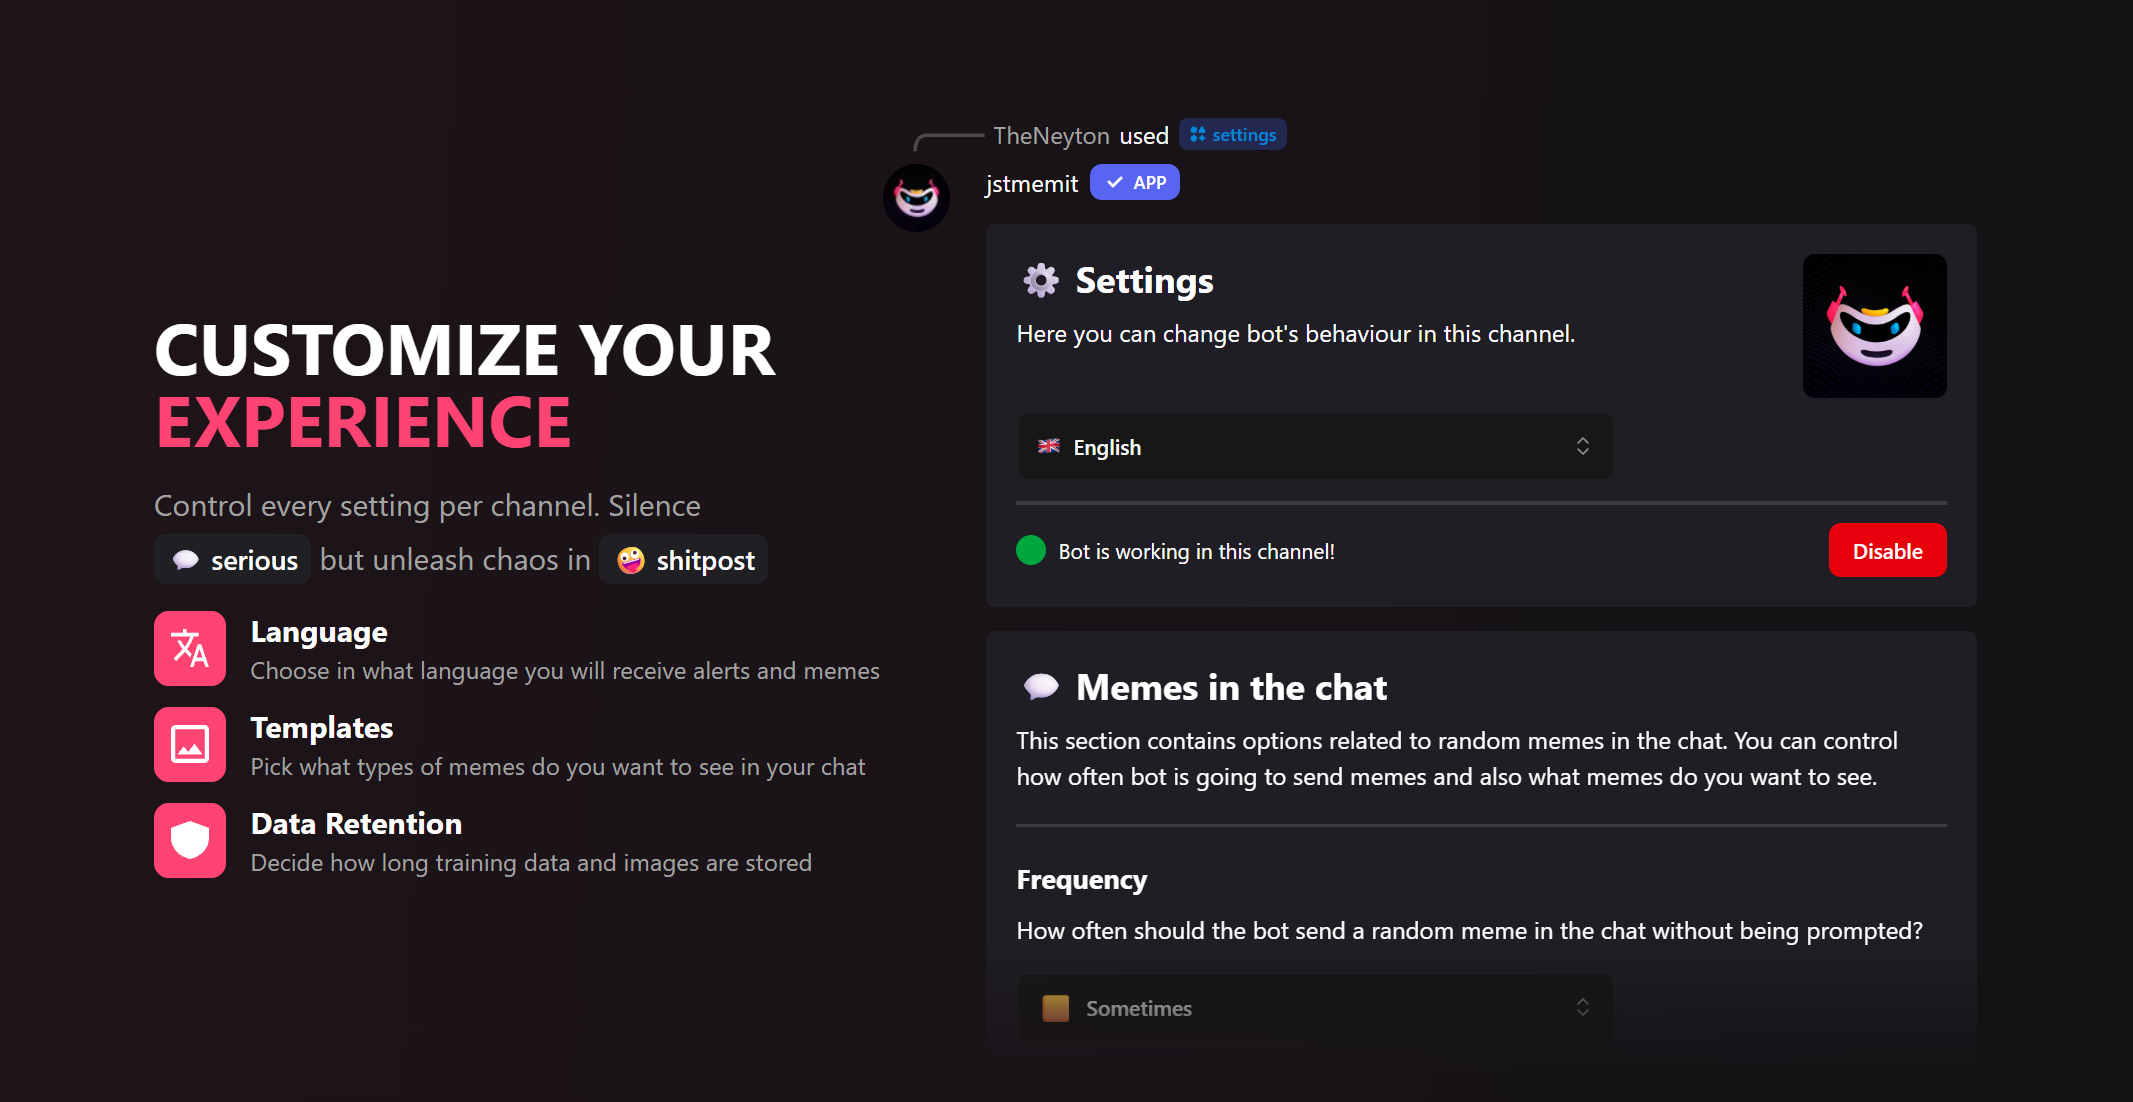 CUSTOMIZE YOUR
EXPERIENCE
Control every setting per channel. Silence
serious but unleash chaos in shitpost
Language
Choose in what language you will receive alerts and memes
Templates
Pick what types of memes do you want to see in your chat
Data Retention
Decide how long training data and images are stored
TheNeyton used settings
jstmemit APP
Settings
Here you can change bot's behaviour in this channel.
English
Bot is working in this channel!
Disable
Memes in the chat
This section contains options related to random memes in the chat. You can control
how often bot is going to send memes and also what memes do you want to see.
Frequency
How often should the bot send a random meme in the chat without being prompted?
Sometimes